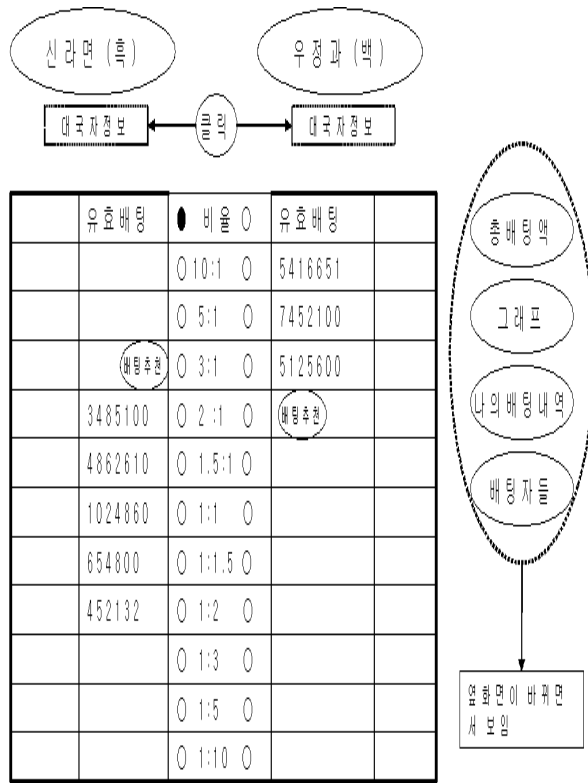 신라면 (흑)
우정과 (백)
대국자정보
클릭
대국자정보
유효배팅 ● 비율 ○ 유효배팅
○ 10:1 ○ 5416651
○ 5:1 ○ 7452100
배팅추천 ○ 3:1 ○ 5125600
3485100 ○ 2 :1 ○ 배팅추천
4862610 ○ 1.5:1 ○
1024860 ○ 1:1 ○
654800 ○ 1:1.5 ○
452132 ○ 1:2 ○
○ 1:3 ○
○ 1:5 ○
○ 1:10 ○
총배팅액
그래프
나의배팅내역
배팅자들
옆화면이 바뀌면
서 보임